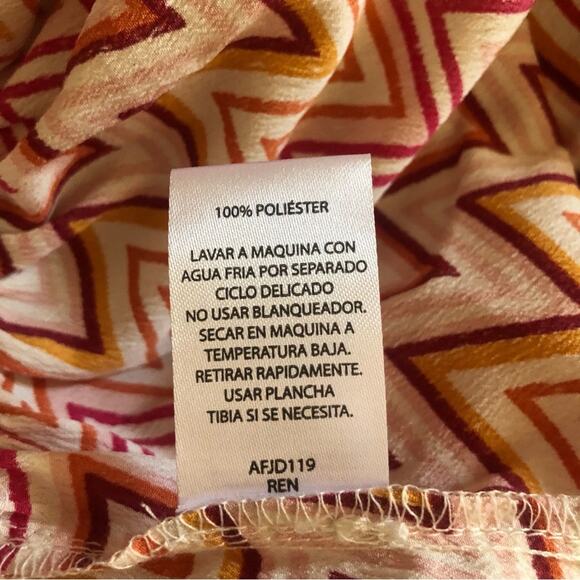 100% POLIÉSTER
LAVAR A MAQUINA CON
AGUA FRIA POR SEPARADO
CICLO DELICADO
NO USAR BLANQUEADOR.
SECAR EN MAQUINA A
TEMPERATURA BAJA.
RETIRAR RAPIDAMENTE.
USAR PLANCHA
TIBIA SI SE NECESITA.
AFJD119
REN